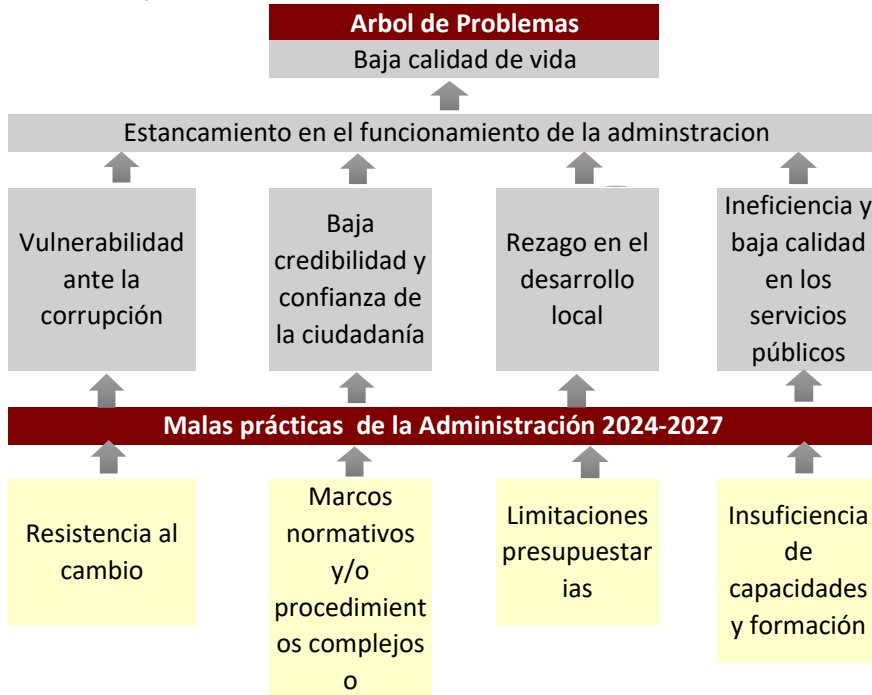 Arbol de Problemas
Baja calidad de vida
Estancamiento en el funcionamiento de la adminstracion
Vulnerabilidad
ante la
corrupción
Baja
credibilidad y
confianza de
la ciudadanía
Rezago en el
desarrollo
local
Ineficiencia y
baja calidad
en los
servicios
públicos
Malas prácticas de la Administración 2024-2027
Resistencia al
cambio
Marcos
normativos
y/o
procedimient
os complejos
o
Limitaciones
presupuestar
ias
Insuficiencia
de
capacidades
y formación